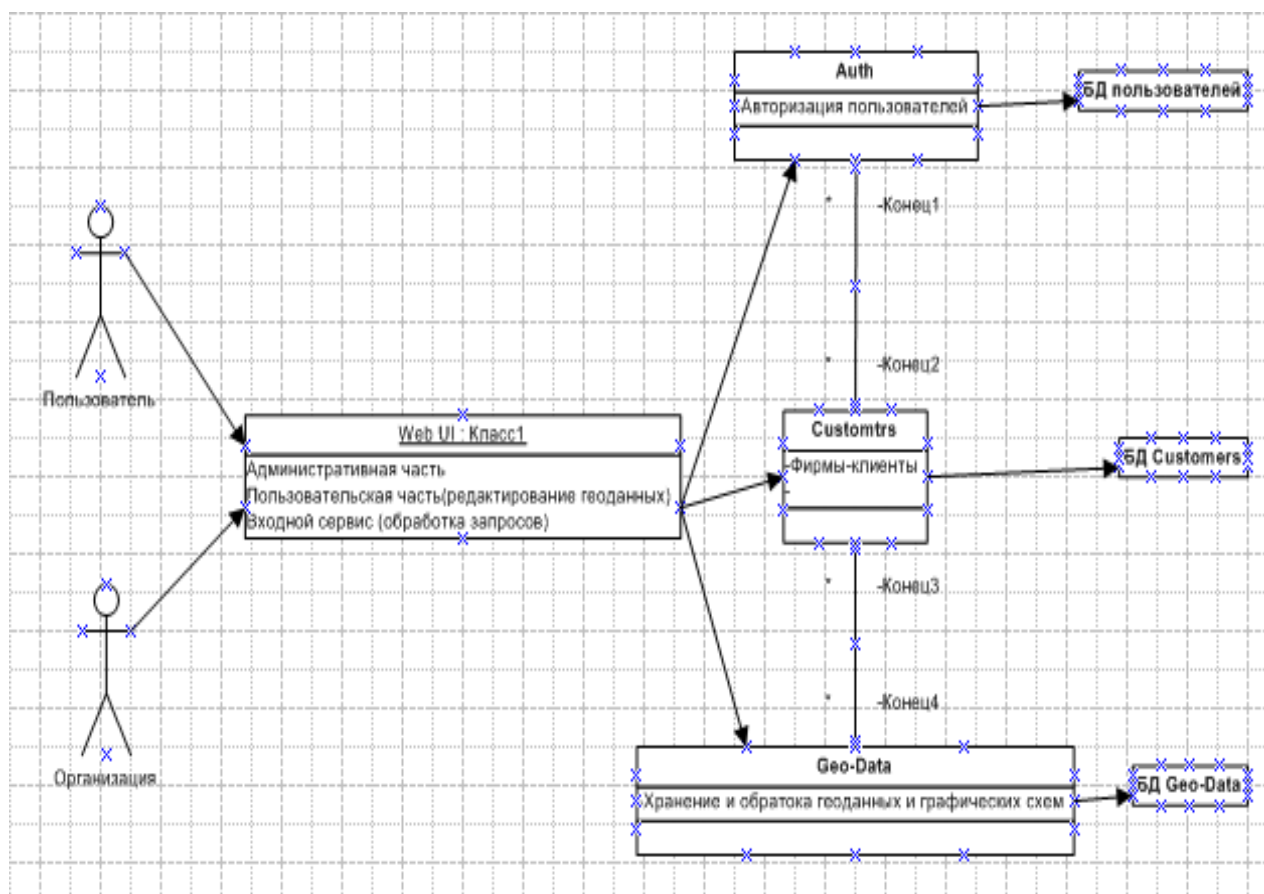 Auth
Авторизация пользователей
БД пользователей
*
-Конец1
*
-Конец2
Пользователь
Web UI : Класс1
Административная часть
Пользовательская часть(редактирование геоданных)
Входной сервис (обработка запросов)
Customtrs
-Фирмы-клиенты
-
БД Customers
*
-Конец3
*
-Конец4
Организация
Geo-Data
Хранение и обратока геоданных и графических схем
БД Geo-Data